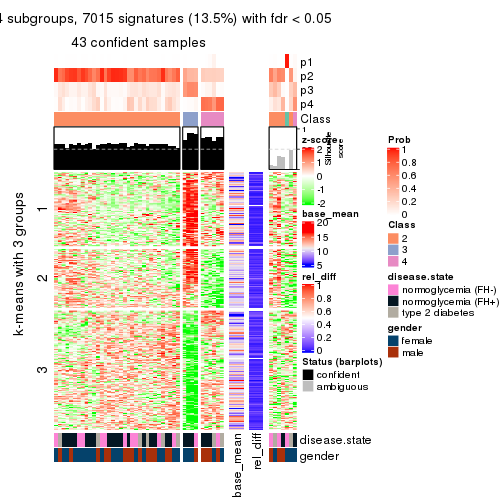 4 subgroups, 7015 signatures (13.5%) with fdr < 0.05
43 confident samples
p1
p2
p3
p4
Class
1
Silhouette
score
k-means with 3 groups
1
2
3
disease.state
gender
base_mean
rel_diff
z-score
2
1
0
-1
-2
base_mean
20
15
10
5
rel_diff
1
0.8
0.6
0.4
0.2
0
Status (barplots)
confident
ambiguous
Prob
1
0.8
0.6
0.4
0.2
0
Class
2
3
4
disease.state
normoglycemia (FH-)
normoglycemia (FH+)
type 2 diabetes
gender
female
male